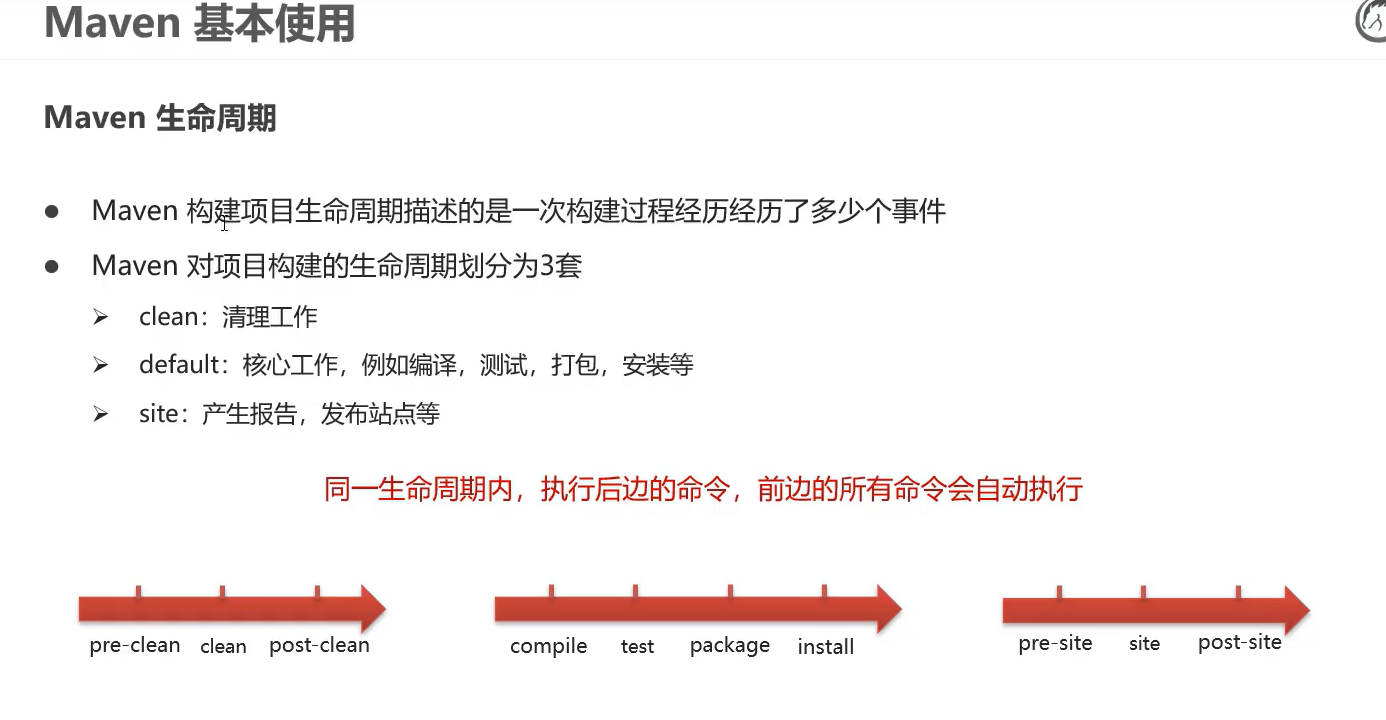 Maven 基本使用
Maven 生命周期
● Maven 构建项目生命周期描述的是一次构建过程经历经历了多少个事件
● Maven 对项目构建的生命周期划分为3套
➢ clean：清理工作
➢ default：核心工作，例如编译，测试，打包，安装等
➢ site：产生报告，发布站点等
同一生命周期内，执行后边的命令，前边的所有命令会自动执行
pre-clean clean post-clean compile test package install pre-site site post-site